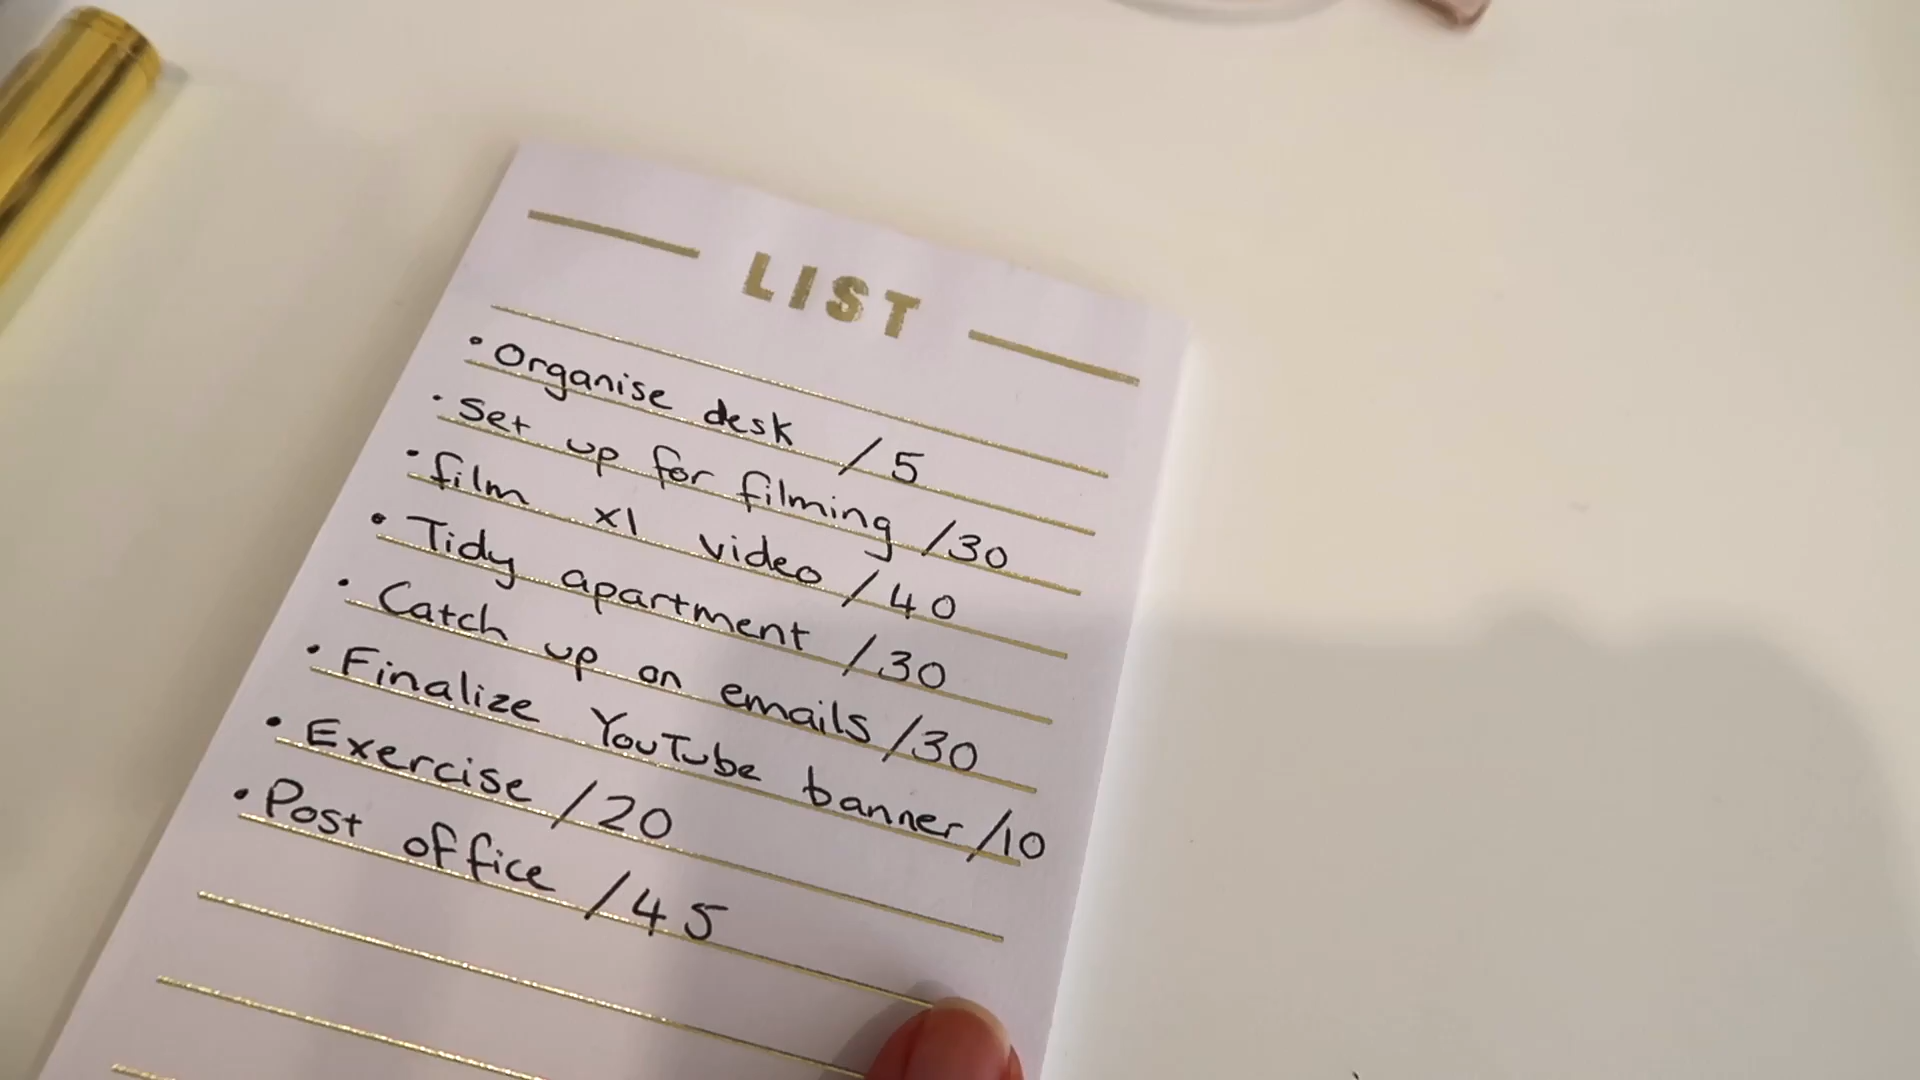 LIST
• Organise desk /5
• Set up for filming /30
• film x1 video /40
• Tidy apartment /30
• Catch up on emails /30
• Finalize YouTube banner /10
• Exercise /20
• Post office /45